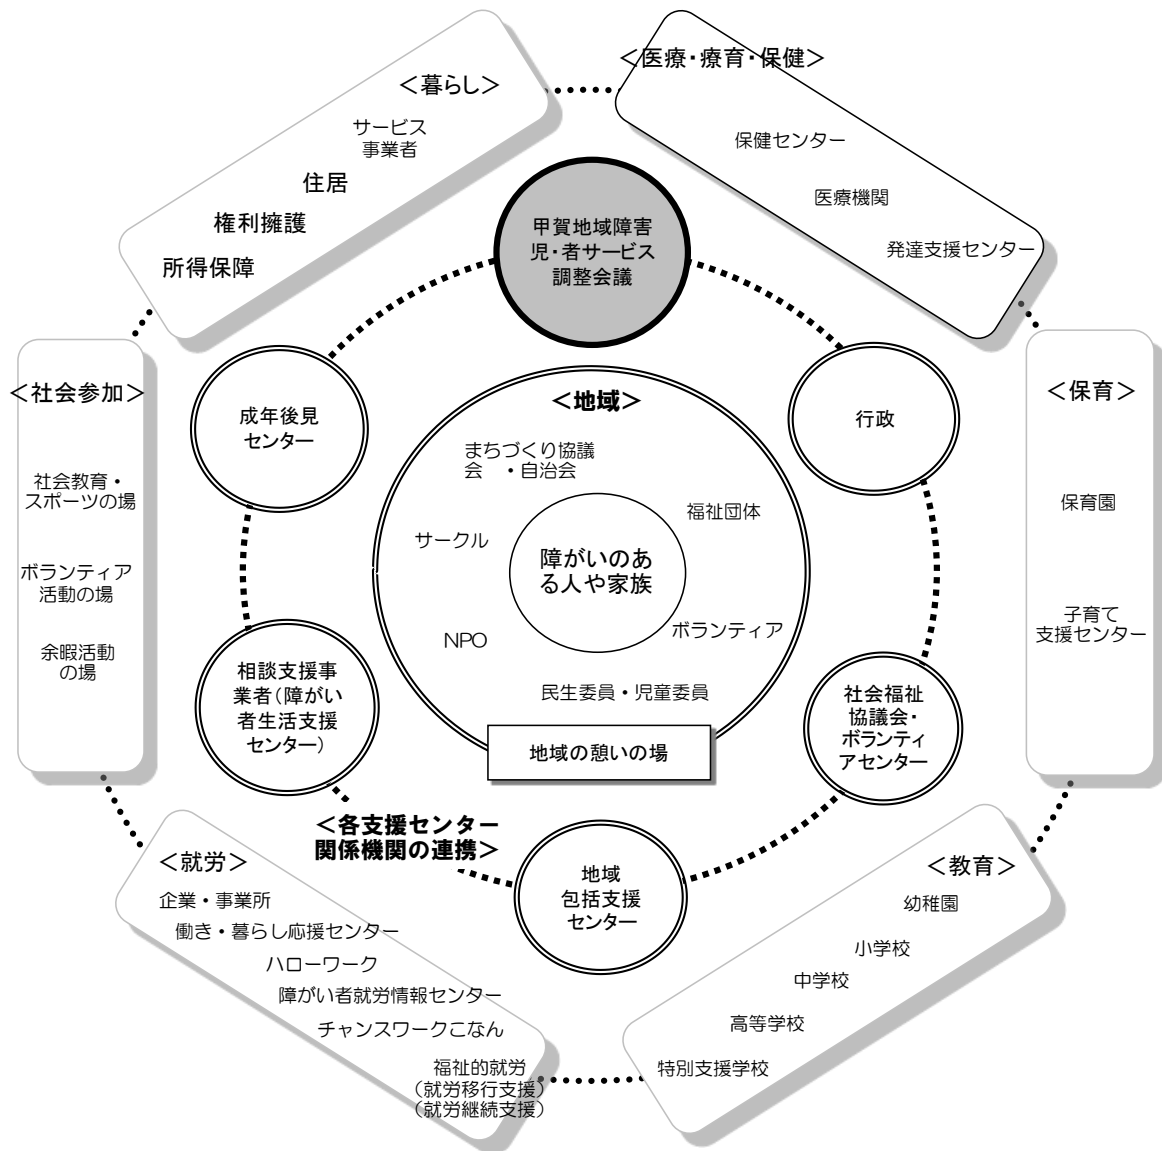 ＜暮らし＞
サービス
事業者
住居
権利擁護
所得保障
＜医療・療育・保健＞
保健センター
医療機関
発達支援センター
甲賀地域障害
児・者サービス
調整会議
＜社会参加＞
社会教育・
スポーツの場
ボランティア
活動の場
余暇活動
の場
成年後見
センター
＜地域＞
まちづくり協議
会　・自治会
福祉団体
サークル
障がいのあ
る人や家族
NPO
ボランティア
民生委員・児童委員
地域の憩いの場
行政
＜保育＞
保育園
子育て
支援センター
相談支援事
業者（障がい
者生活支援
センター）
社会福祉
協議会・
ボランティ
アセンター
＜各支援センター
関係機関の連携＞
地域
包括支援
センター
＜就労＞
企業・事業所
働き・暮らし応援センター
ハローワーク
障がい者就労情報センター
チャンスワークこなん
福祉的就労
（就労移行支援）
（就労継続支援）
＜教育＞
幼稚園
小学校
中学校
高等学校
特別支援学校